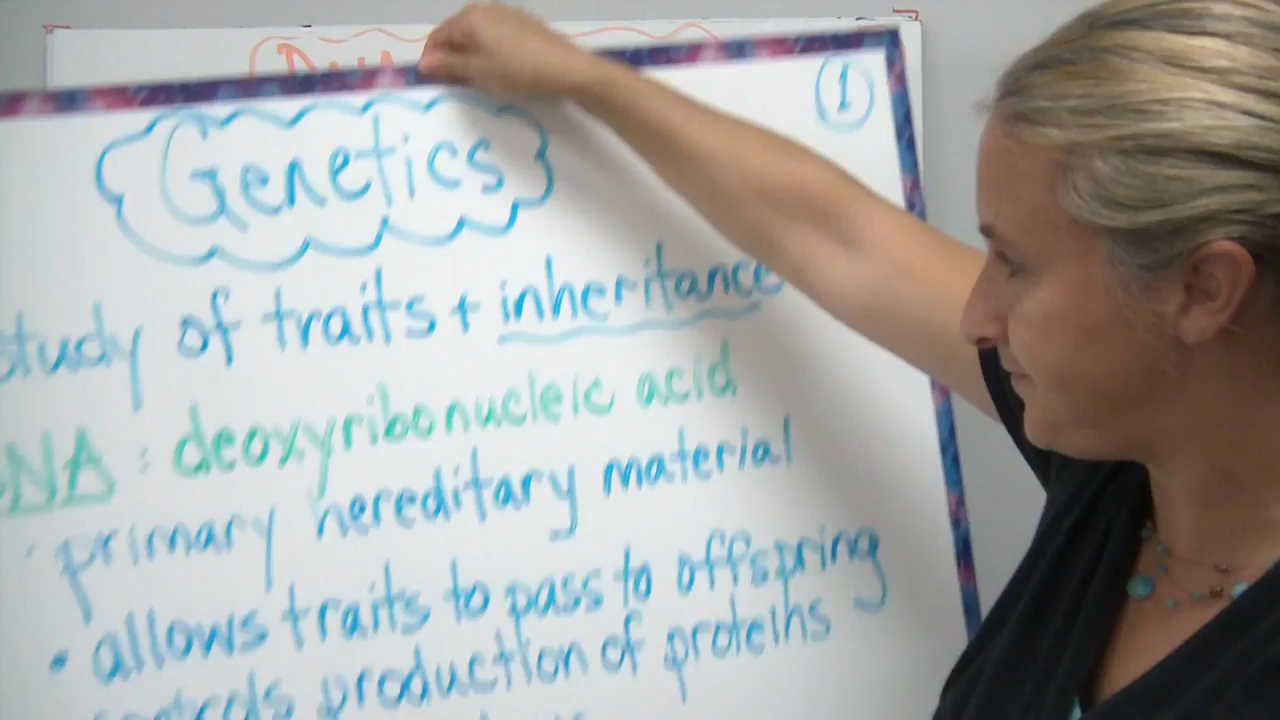 1
Genetics
study of traits + inheritance
DNA : deoxyribonucleic acid
· primary hereditary material
• allows traits to pass to offspring
controls production of proteins